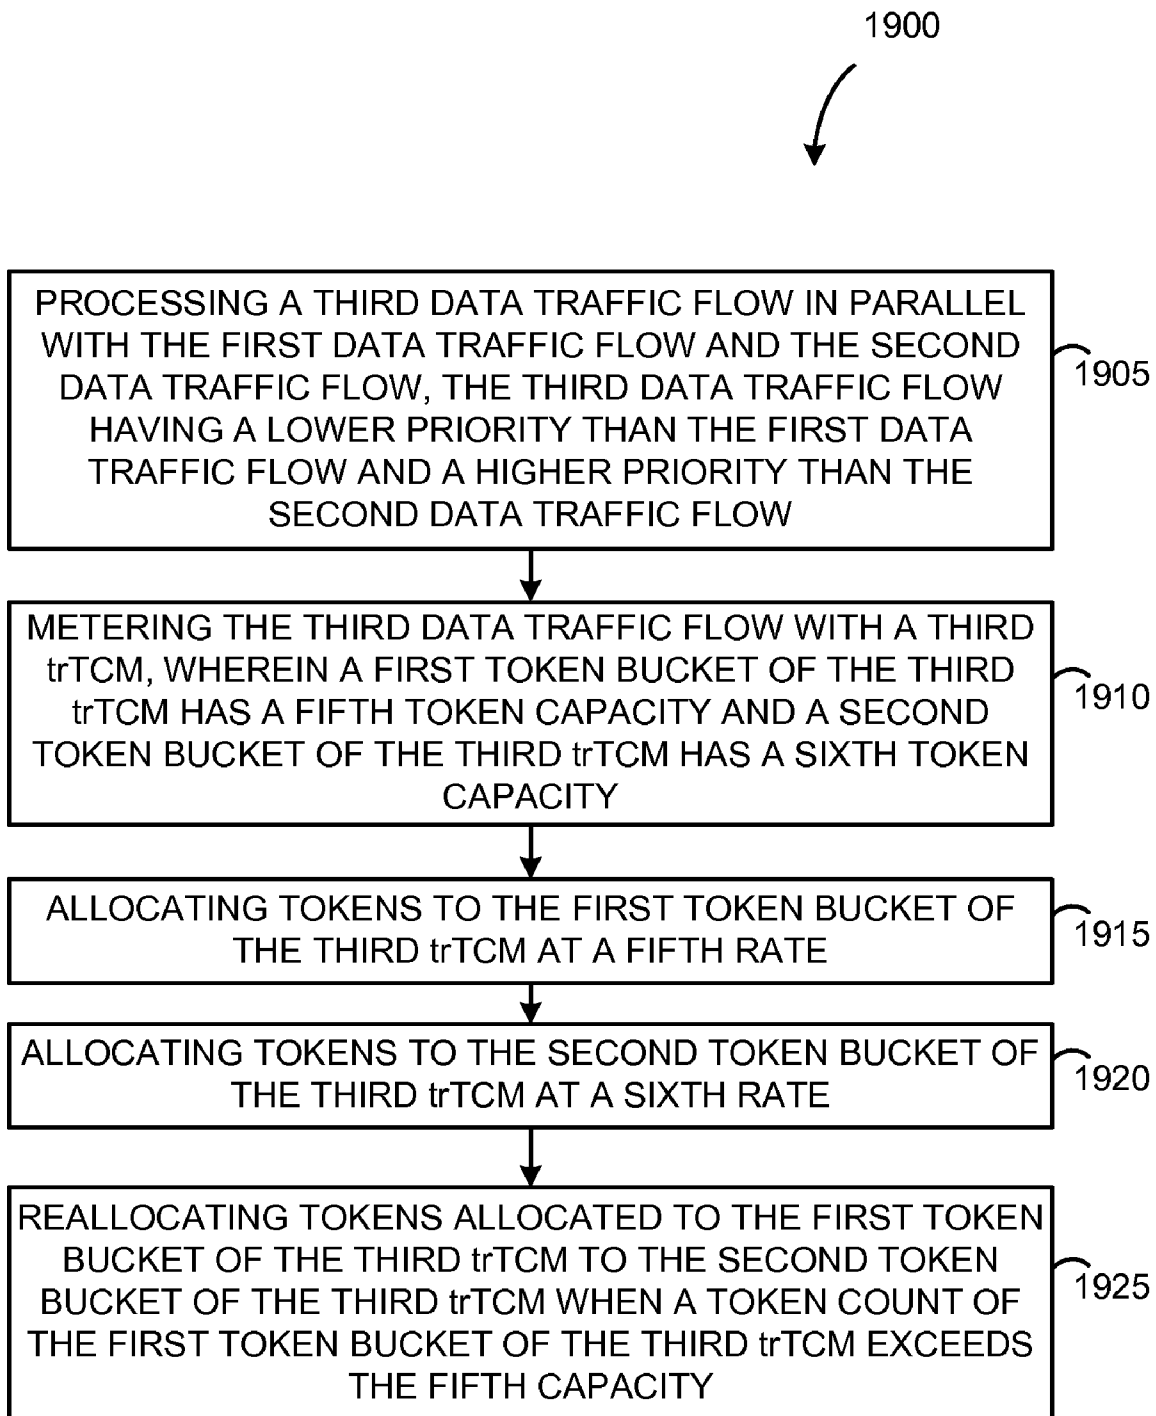 1900
PROCESSING A THIRD DATA TRAFFIC FLOW IN PARALLEL
WITH THE FIRST DATA TRAFFIC FLOW AND THE SECOND
DATA TRAFFIC FLOW, THE THIRD DATA TRAFFIC FLOW
HAVING A LOWER PRIORITY THAN THE FIRST DATA
TRAFFIC FLOW AND A HIGHER PRIORITY THAN THE
SECOND DATA TRAFFIC FLOW
1905
METERING THE THIRD DATA TRAFFIC FLOW WITH A THIRD
trTCM, WHEREIN A FIRST TOKEN BUCKET OF THE THIRD
trTCM HAS A FIFTH TOKEN CAPACITY AND A SECOND
TOKEN BUCKET OF THE THIRD trTCM HAS A SIXTH TOKEN
CAPACITY
1910
ALLOCATING TOKENS TO THE FIRST TOKEN BUCKET OF
THE THIRD trTCM AT A FIFTH RATE
1915
ALLOCATING TOKENS TO THE SECOND TOKEN BUCKET OF
THE THIRD trTCM AT A SIXTH RATE
1920
REALLOCATING TOKENS ALLOCATED TO THE FIRST TOKEN
BUCKET OF THE THIRD trTCM TO THE SECOND TOKEN
BUCKET OF THE THIRD trTCM WHEN A TOKEN COUNT OF
THE FIRST TOKEN BUCKET OF THE THIRD trTCM EXCEEDS
THE FIFTH CAPACITY
1925